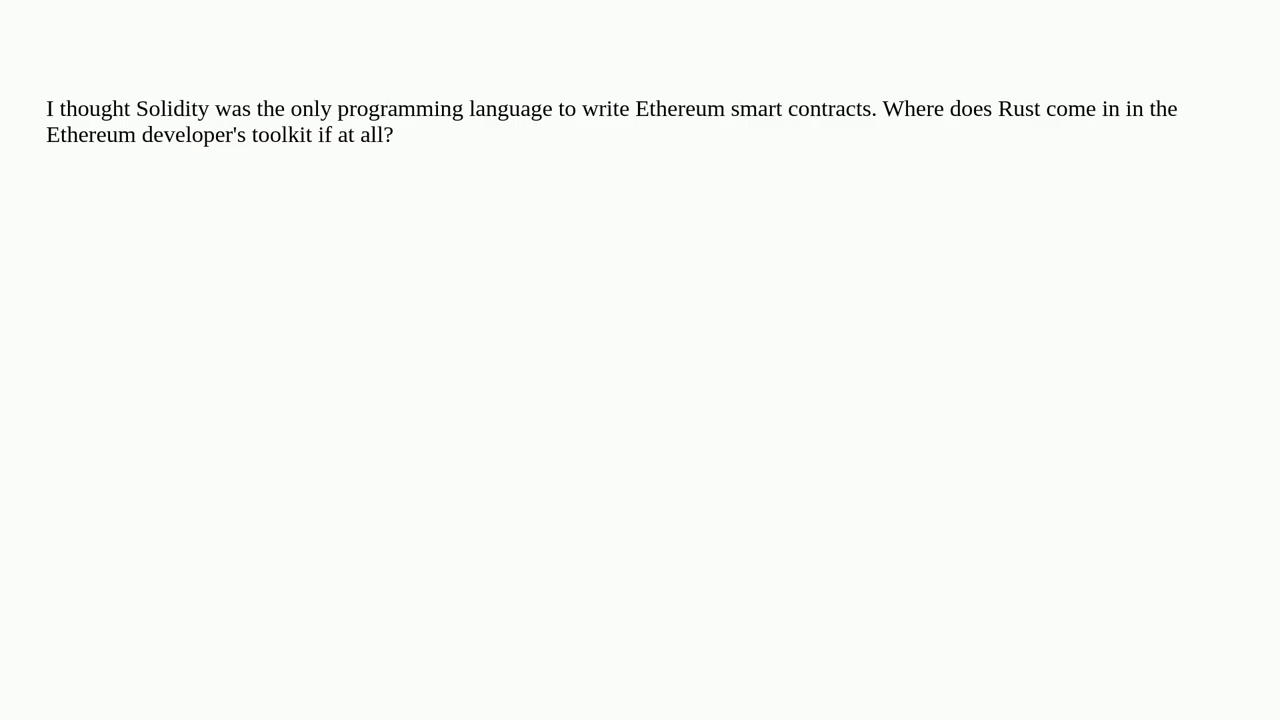 I thought Solidity was the only programming language to write Ethereum smart contracts. Where does Rust come in in the
Ethereum developer's toolkit if at all?